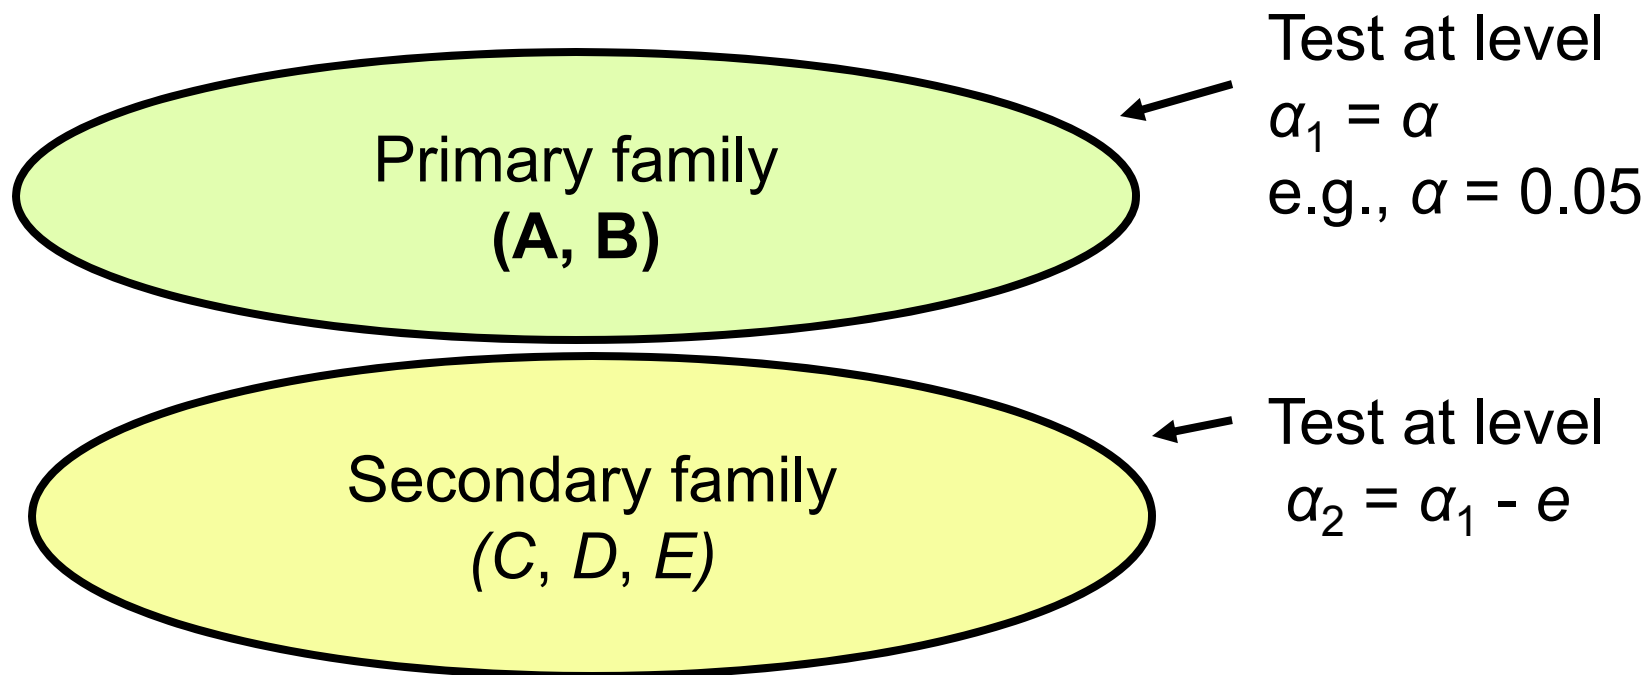 Primary family
(A, B)
Test at level
α₁ = α
e.g., α = 0.05
Secondary family
(C, D, E)
Test at level
α₂ = α₁ - e